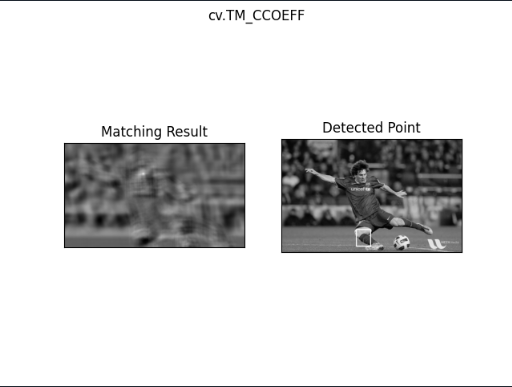 cv.TM_CCOEFF
Matching Result
Detected Point